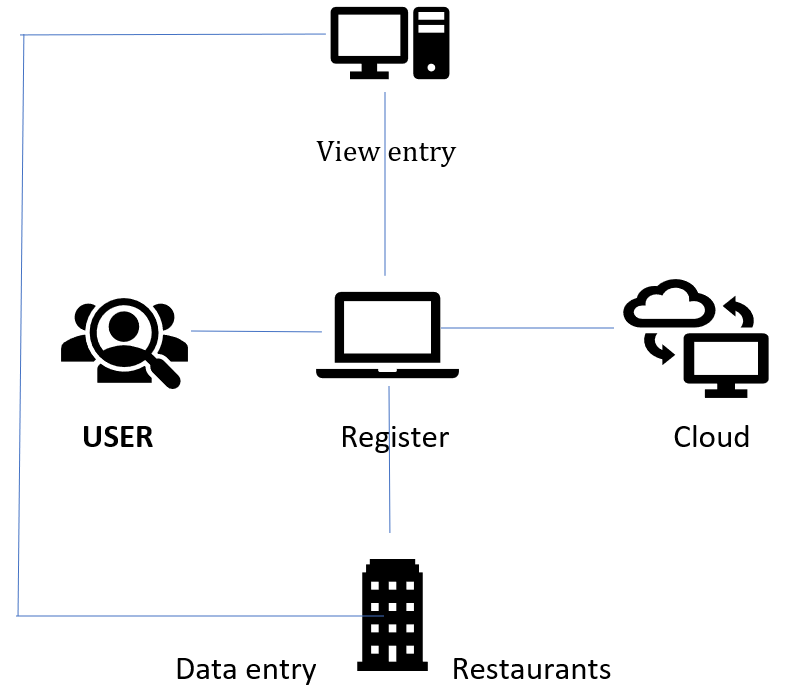 View entry
USER
Register
Cloud
Data entry
Restaurants